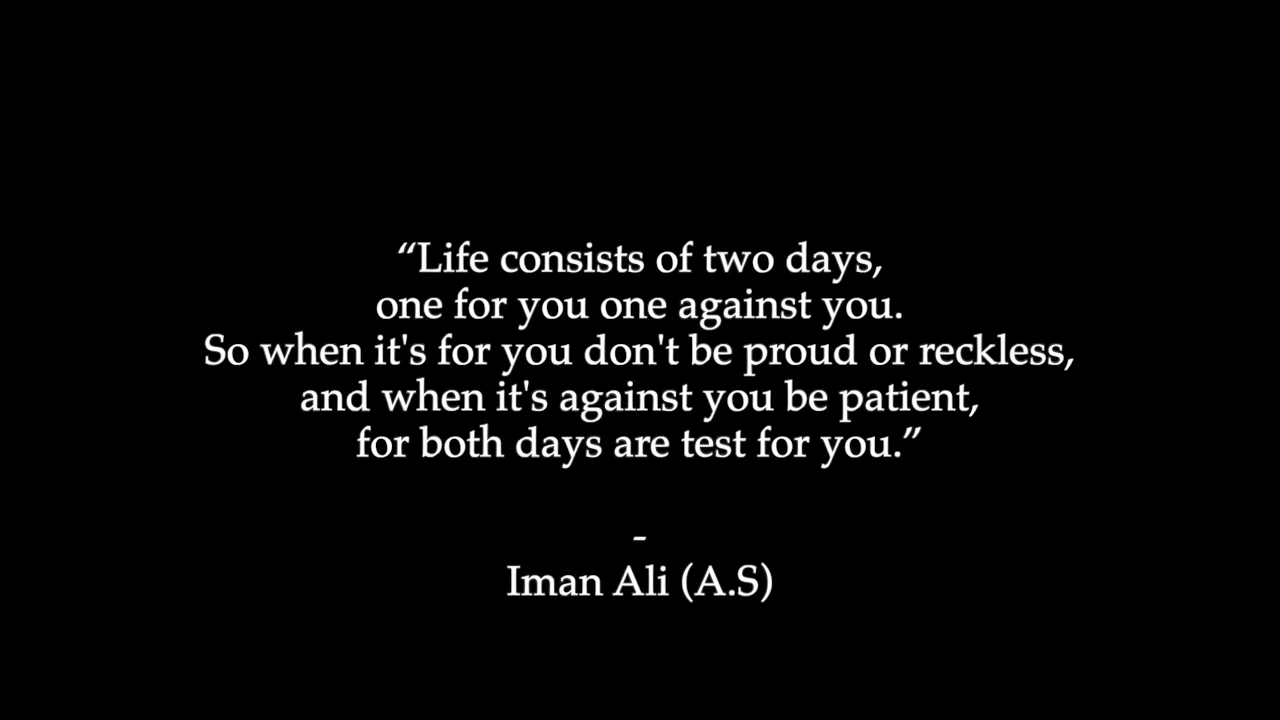 “Life consists of two days,
one for you one against you.
So when it's for you don't be proud or reckless,
and when it's against you be patient,
for both days are test for you.”
-
Iman Ali (A.S)